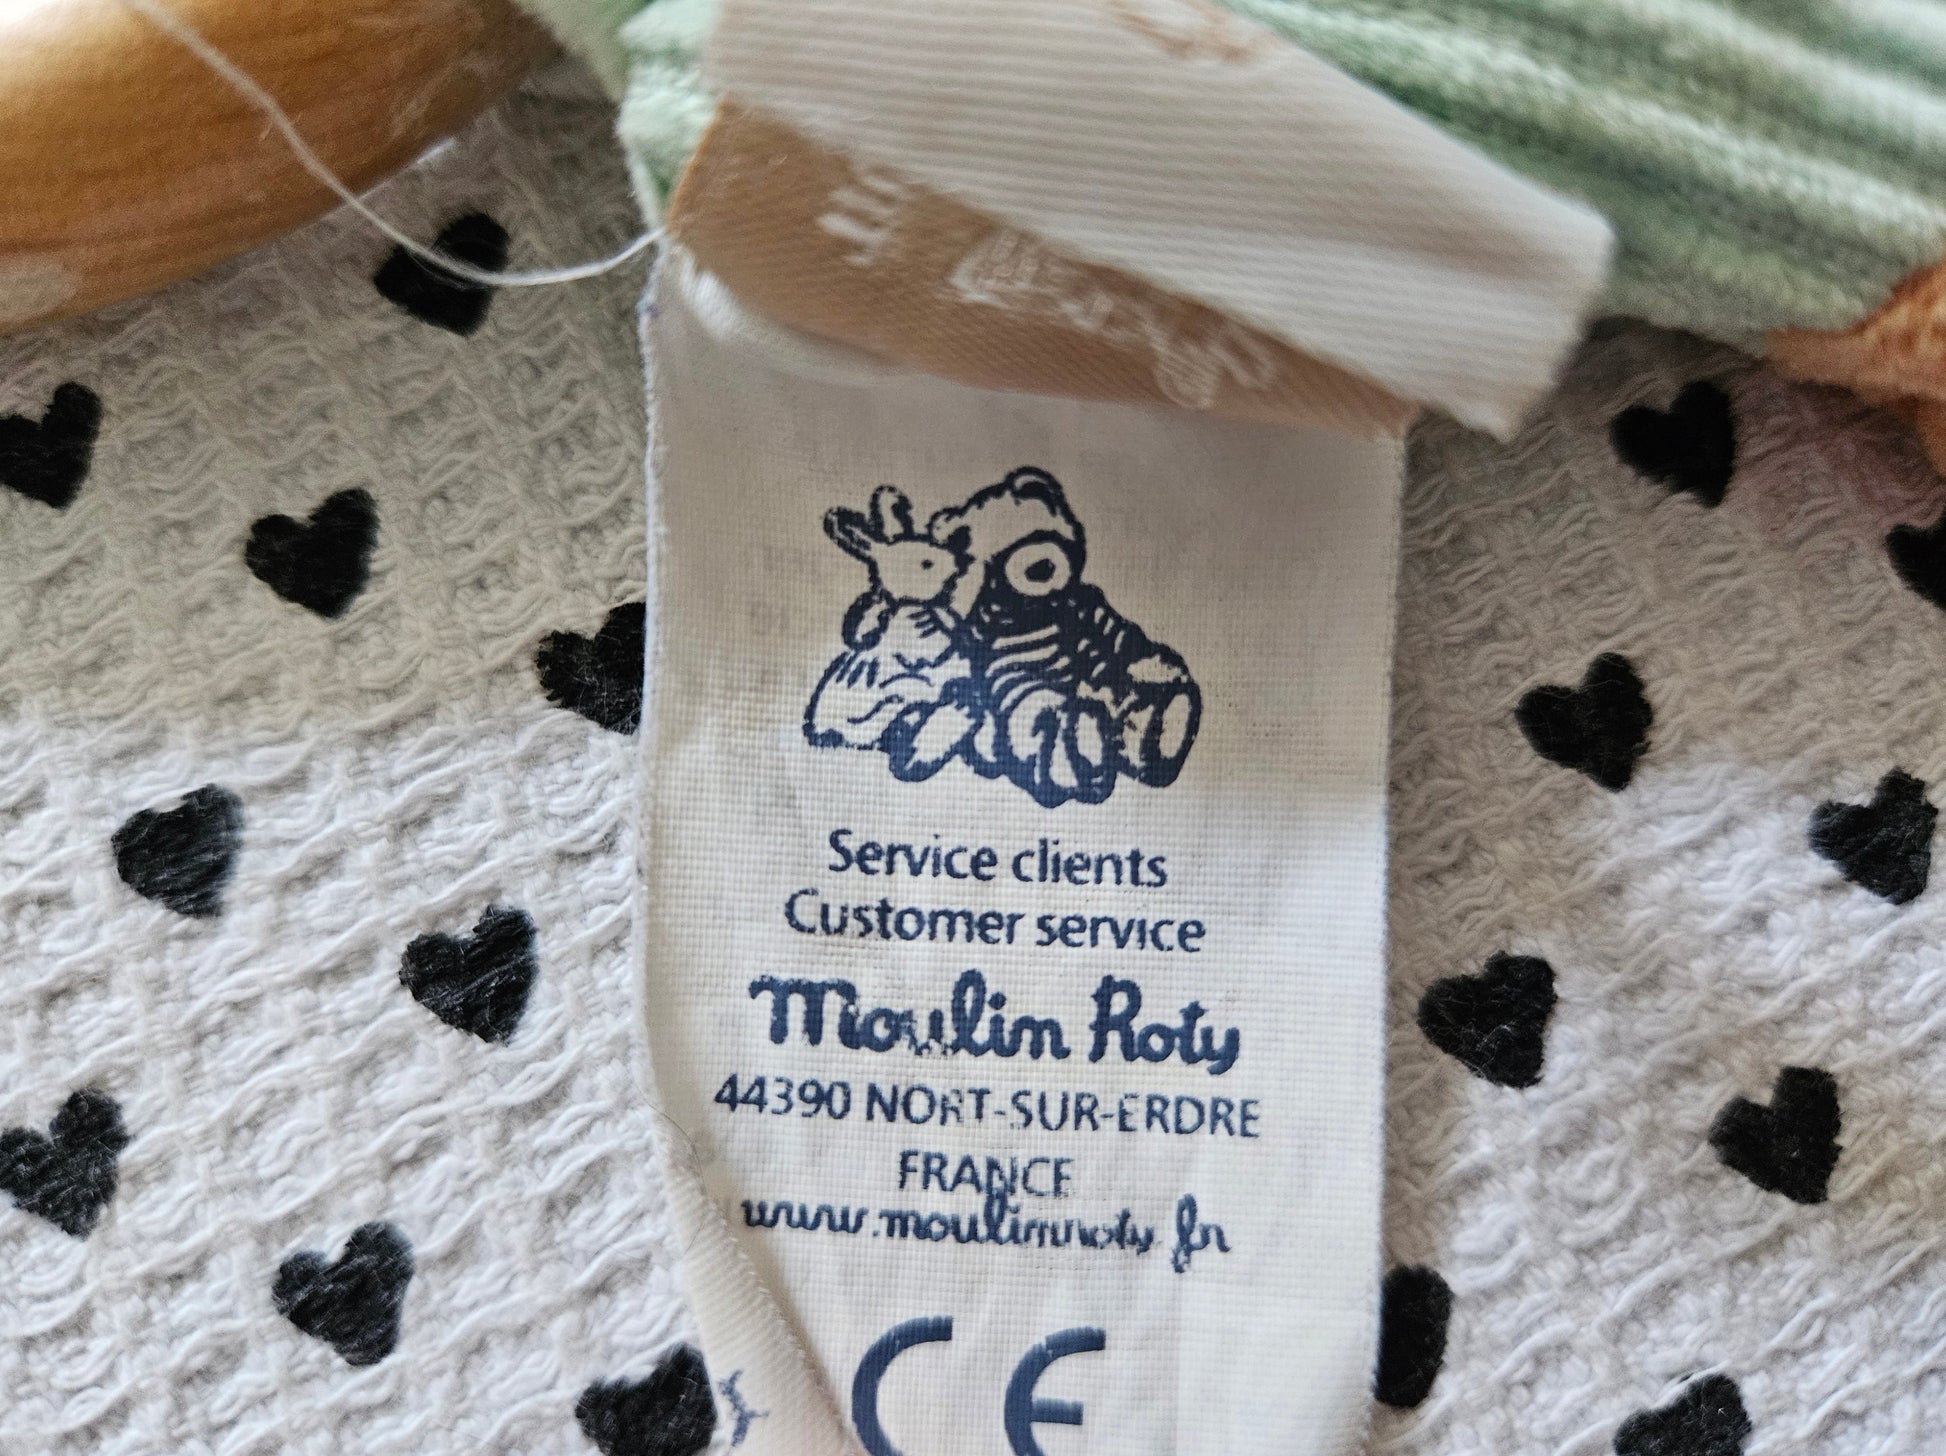 Service clients
Customer service
Moulin Roty
44390 NORT-SUR-ERDRE
FRANCE
www.moulinroty.fr
CE